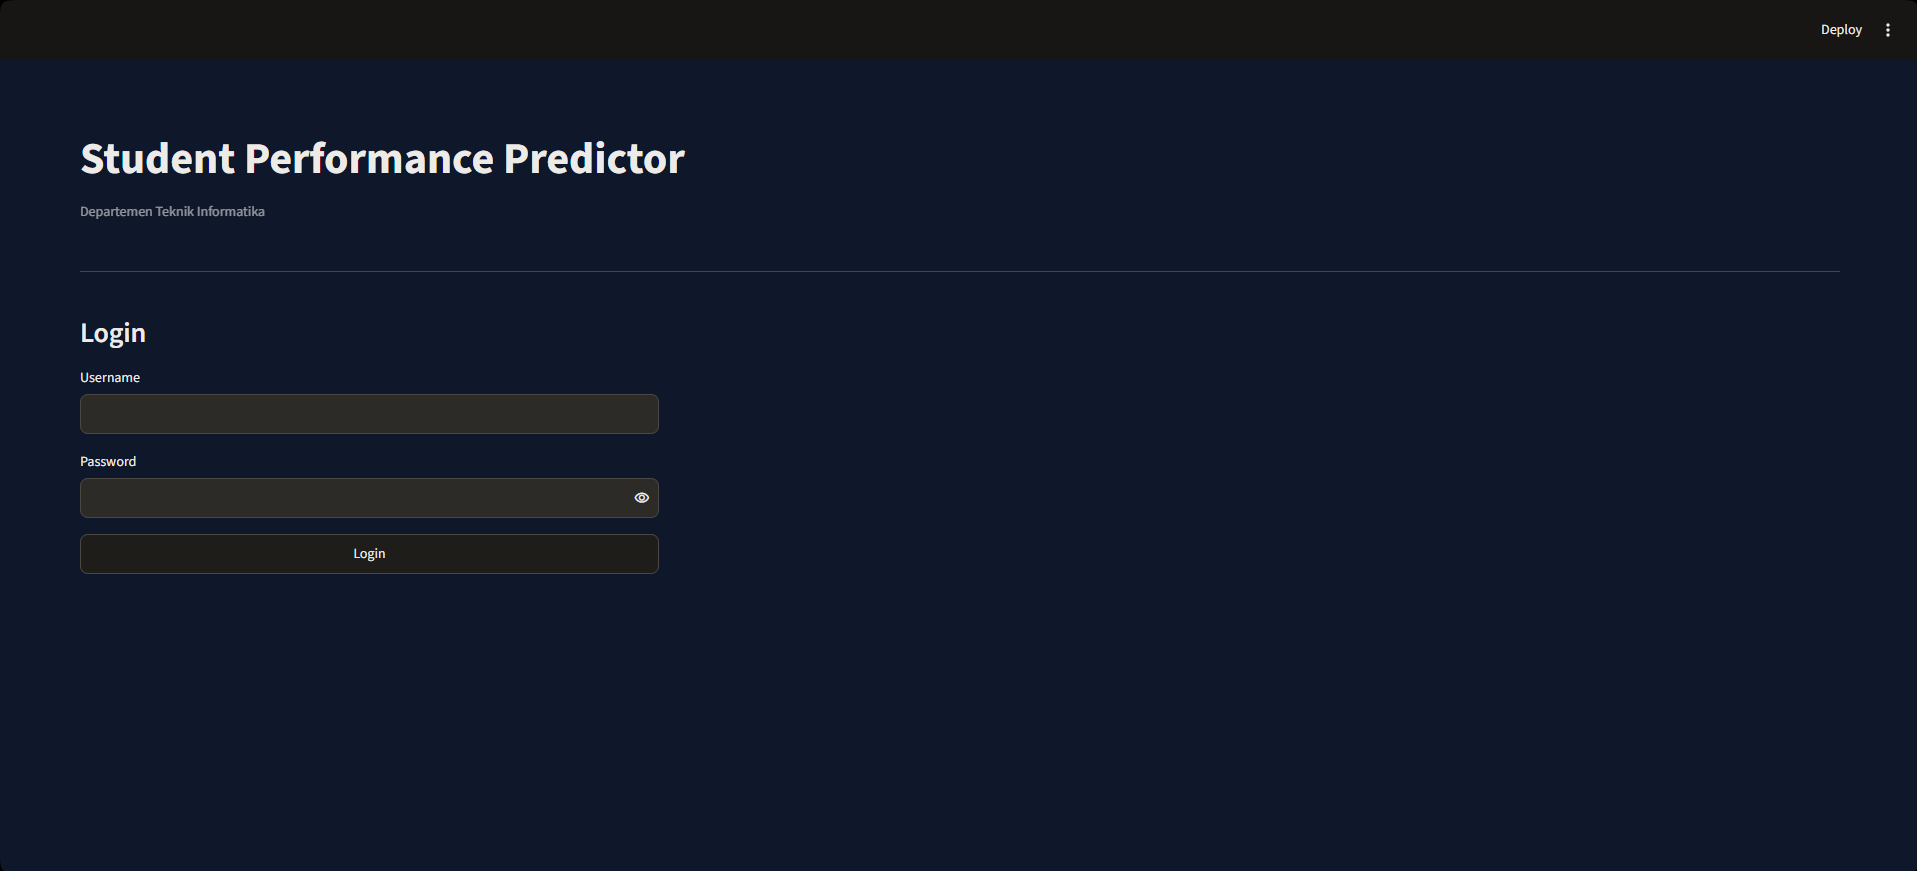 Deploy
Student Performance Predictor
Departemen Teknik Informatika
Login
Username
Password
Login